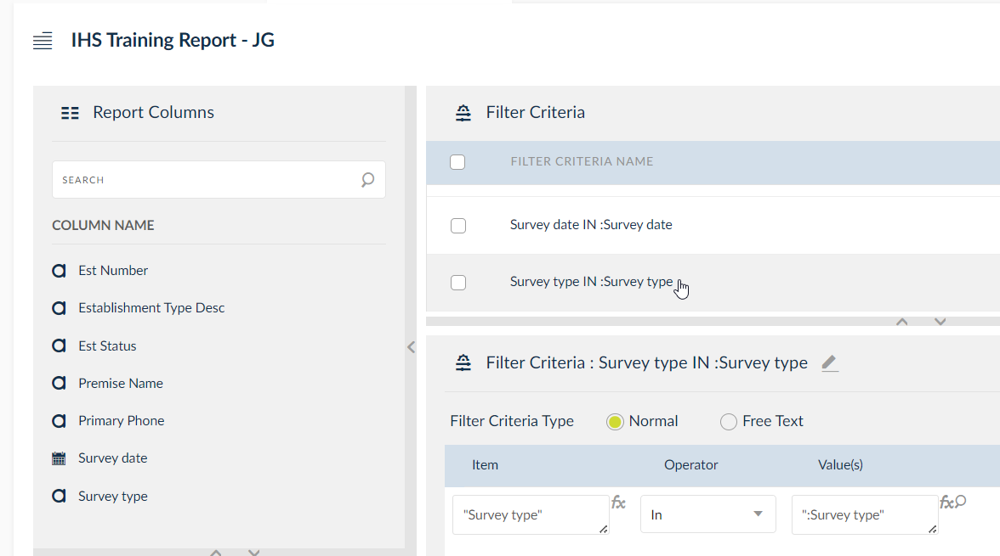 IHS Training Report - JG
Report Columns
SEARCH
COLUMN NAME
Est Number
Establishment Type Desc
Est Status
Premise Name
Primary Phone
Survey date
Survey type
Filter Criteria
FILTER CRITERIA NAME
Survey date IN :Survey date
Survey type IN :Survey type
Filter Criteria : Survey type IN :Survey type
Filter Criteria Type Normal Free Text
Item Operator Value(s)
"Survey type" fx In ":Survey type" fx